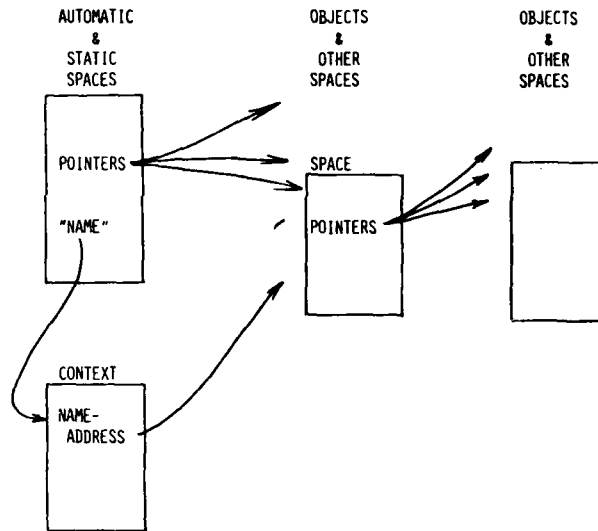 AUTOMATIC
&
STATIC
SPACES
OBJECTS
&
OTHER
SPACES
OBJECTS
&
OTHER
SPACES
POINTERS
"NAME"
SPACE
POINTERS
CONTEXT
NAME-
ADDRESS